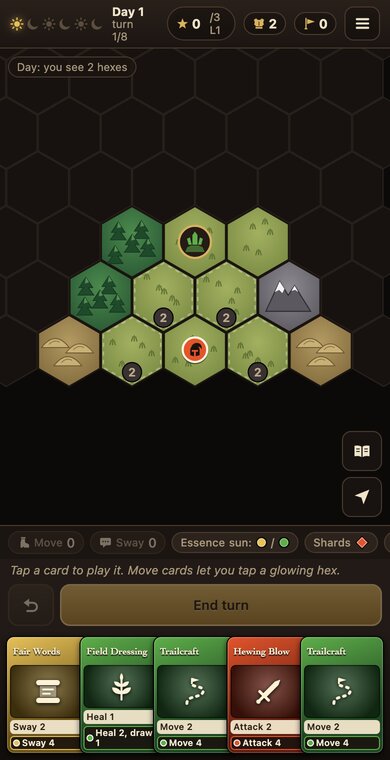 Day 1
turn
1/8
0
/3
L1
2
0
Day: you see 2 hexes
2
2
2
2
Move 0
Sway 0
Essence sun: /
Shards
Tap a card to play it. Move cards let you tap a glowing hex.
End turn
Fair Words
Sway 2
Sway 4
Field Dressing
Heal 1
Heal 2, draw 1
Trailcraft
Move 2
Move 4
Hewing Blow
Attack 2
Attack 4
Trailcraft
Move 2
Move 4